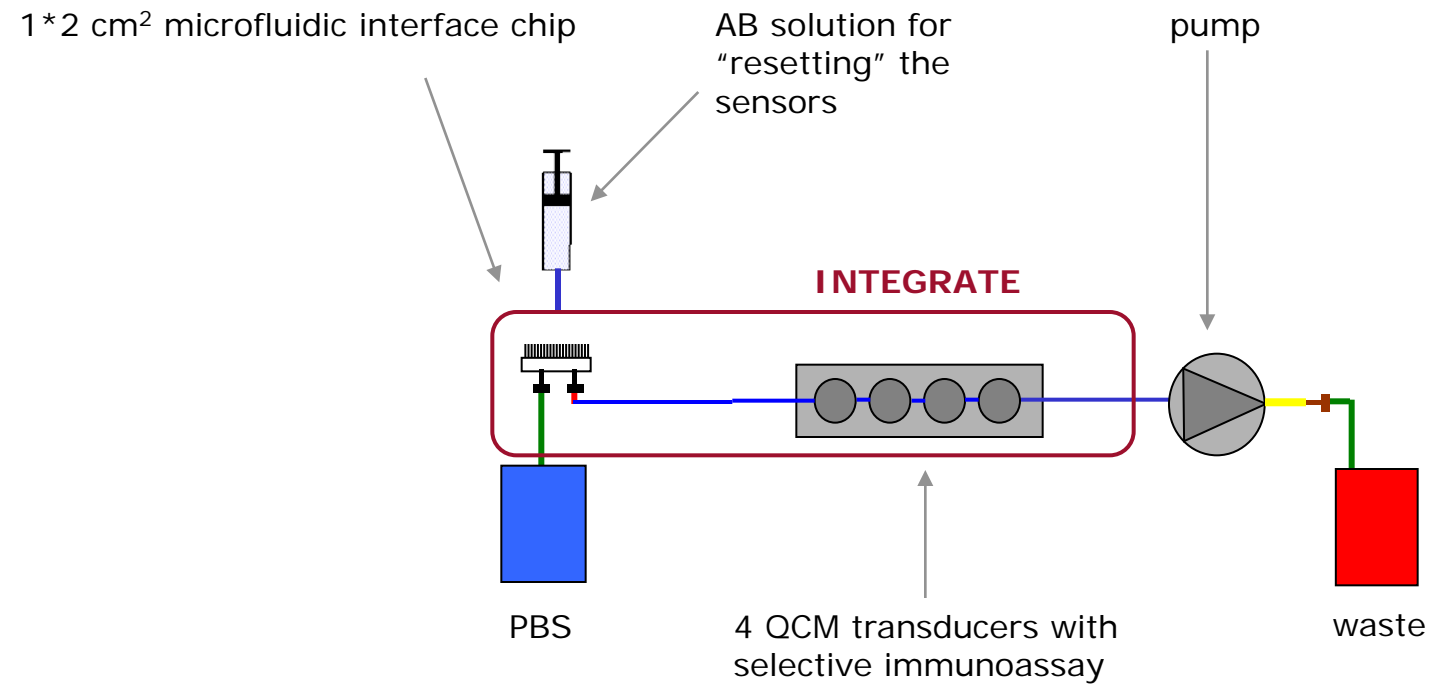 1*2 cm² microfluidic interface chip
AB solution for
“resetting” the
sensors
pump
INTEGRATE
PBS
4 QCM transducers with
selective immunoassay
waste